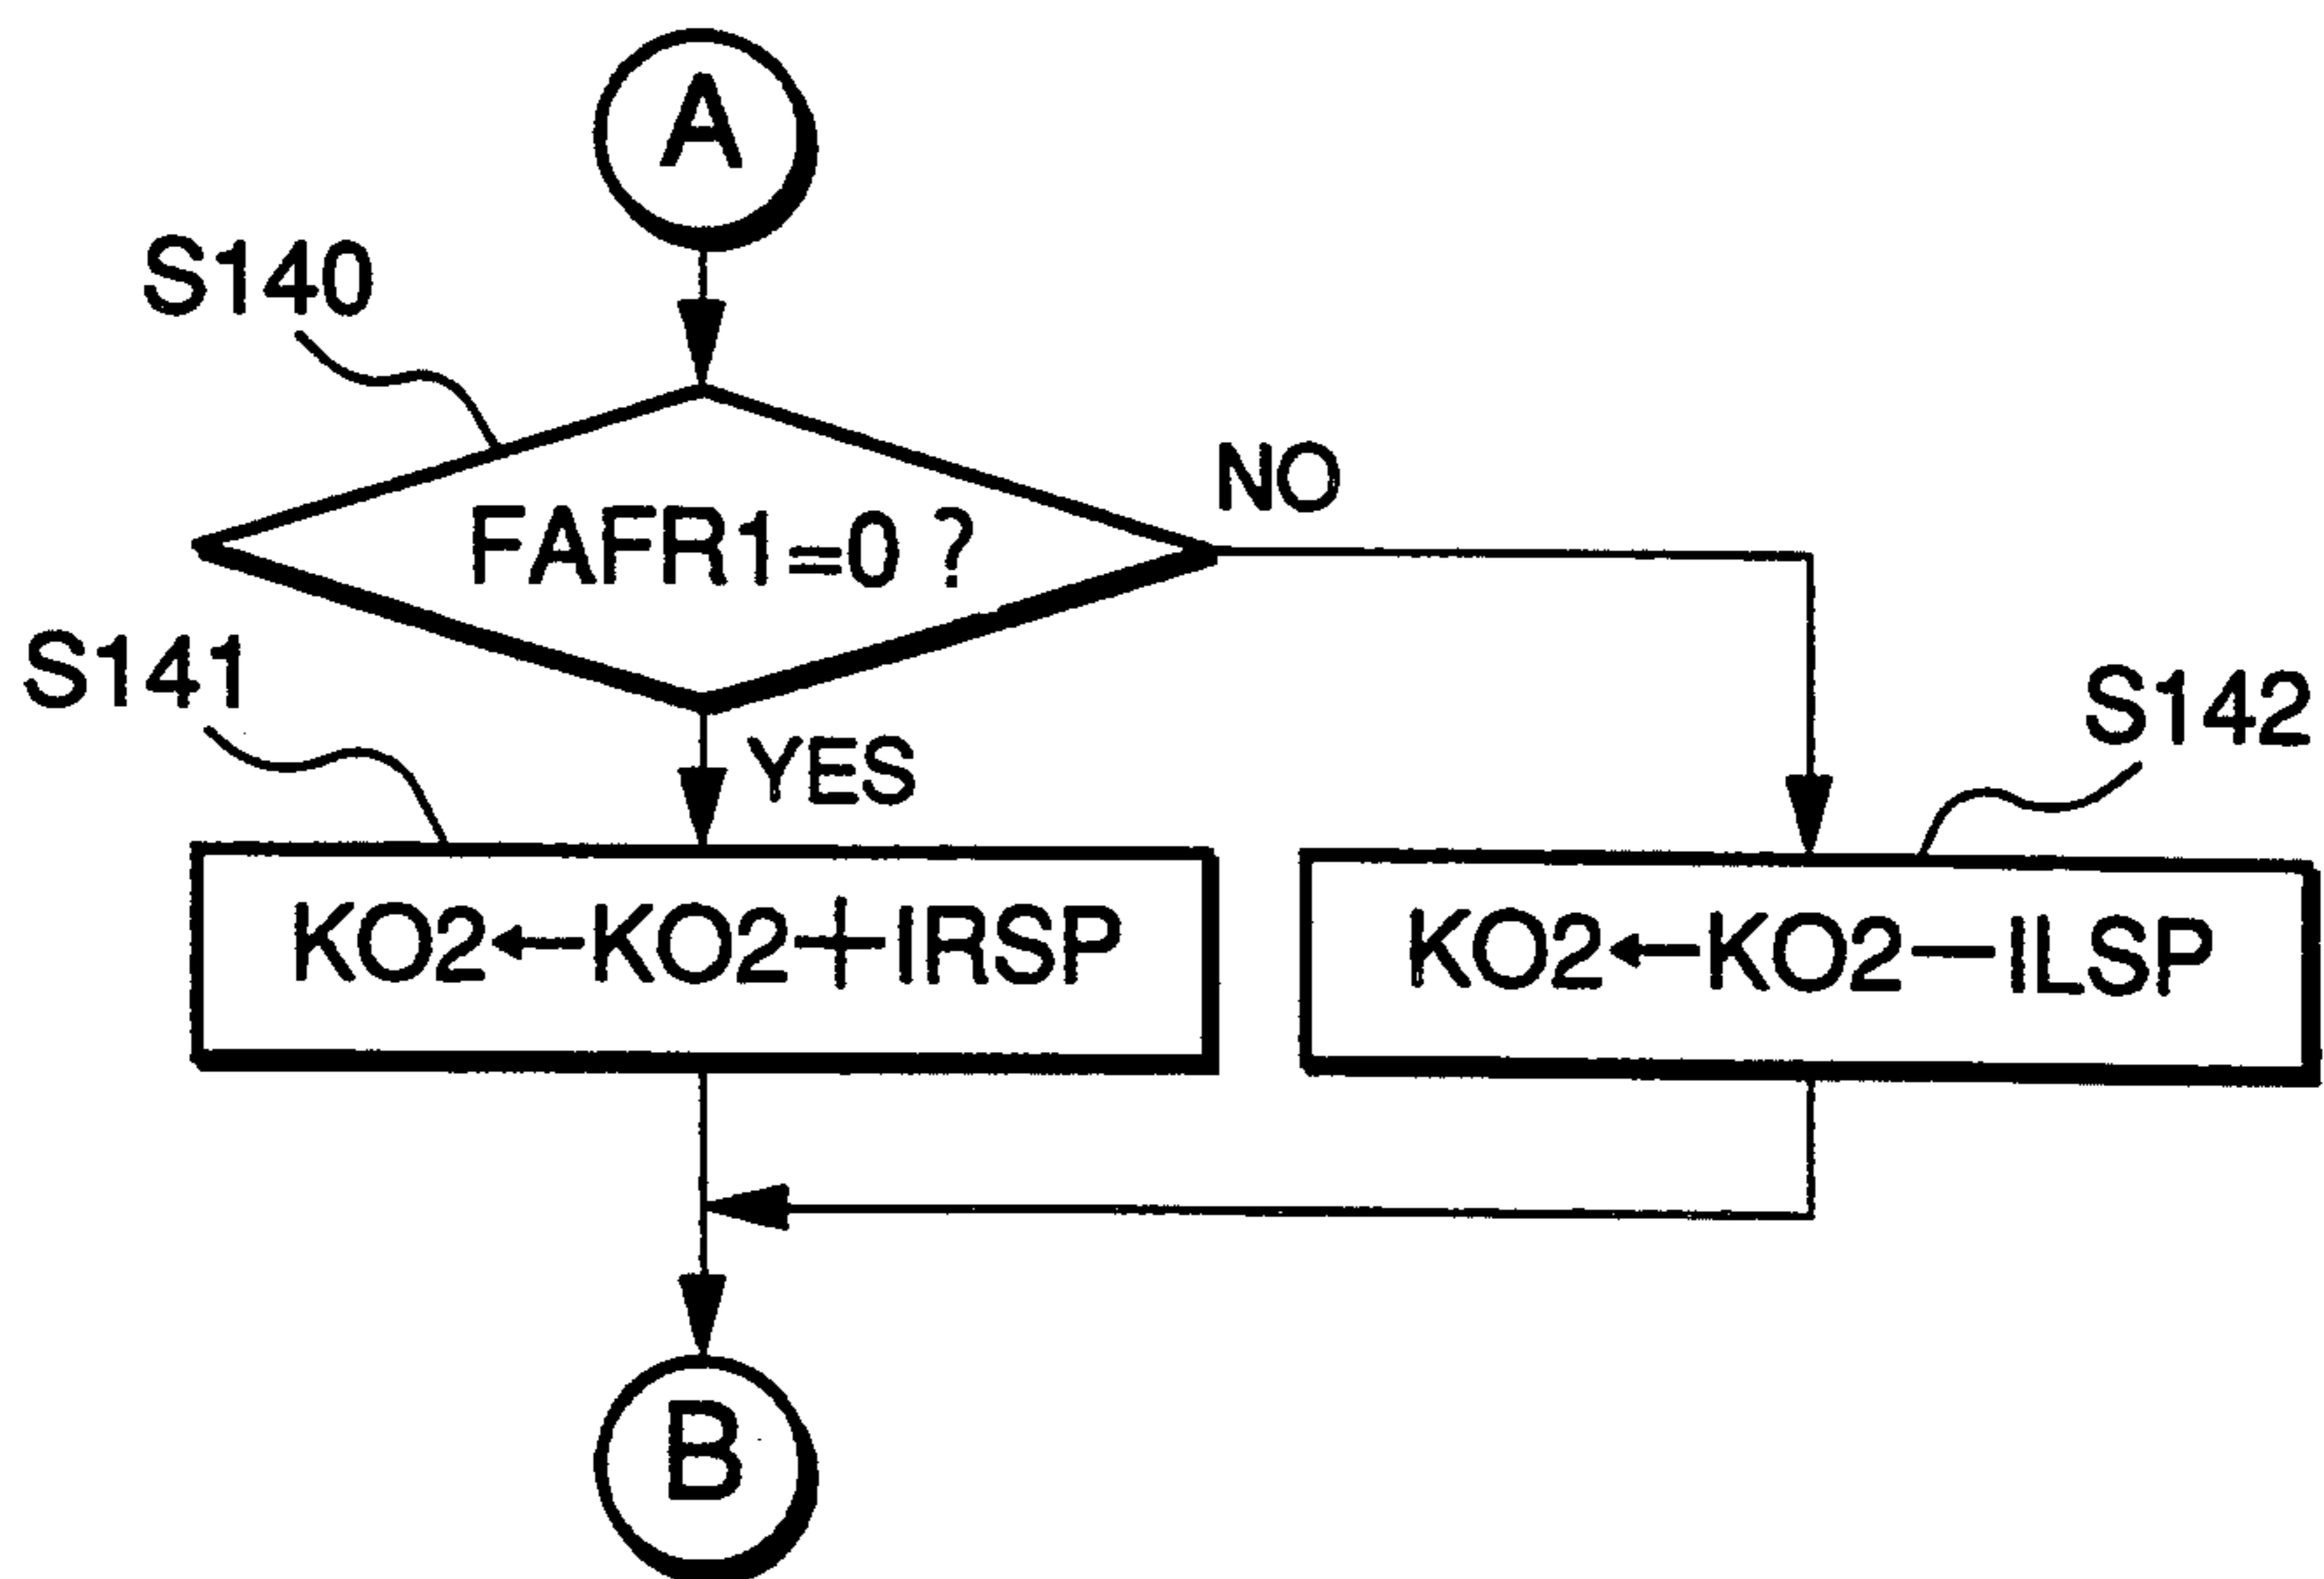 A
S140
FAFR1=0 ?
NO
S141
YES
S142
KO2←KO2+IRSP
KO2←KO2−ILSP
B